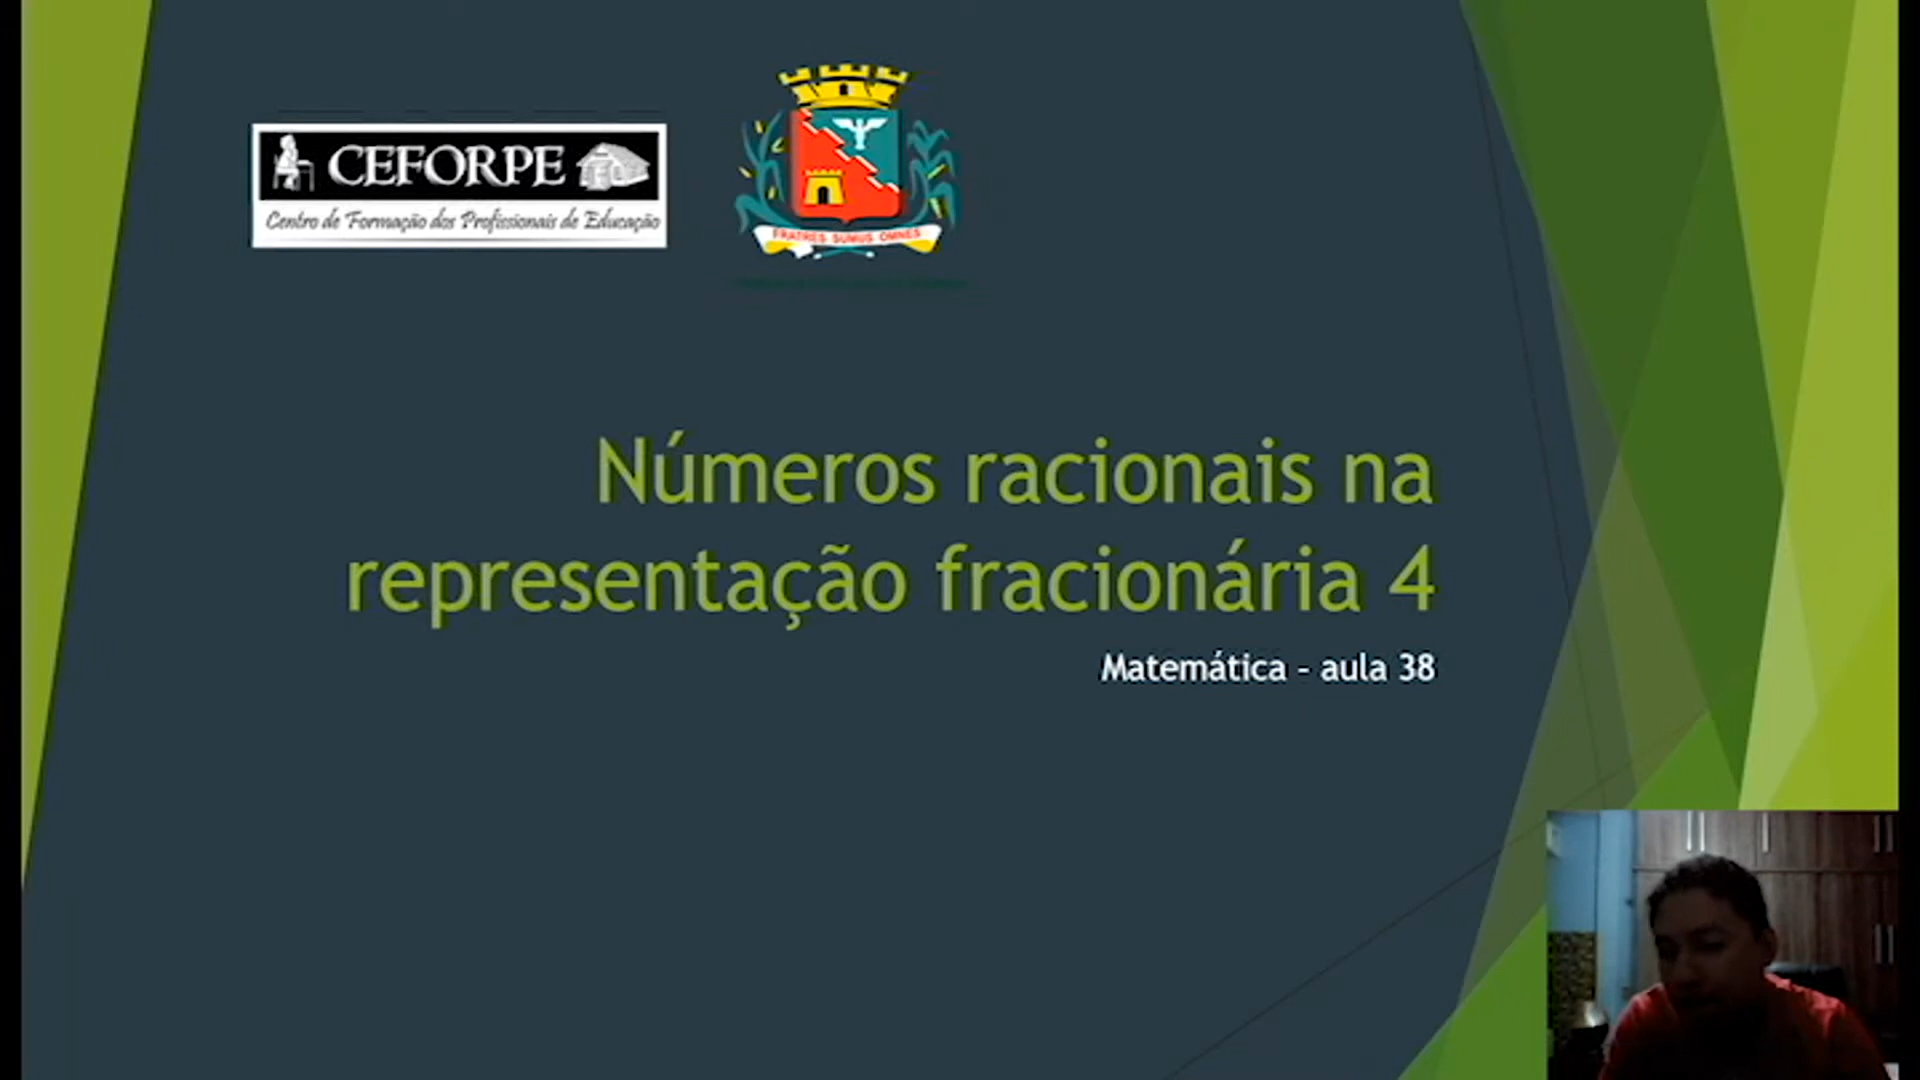 CEFORPE
Centro de Formação dos Profissionais de Educação
FRATRES SUMUS OMNES
Números racionais na
representação fracionária 4
Matemática - aula 38